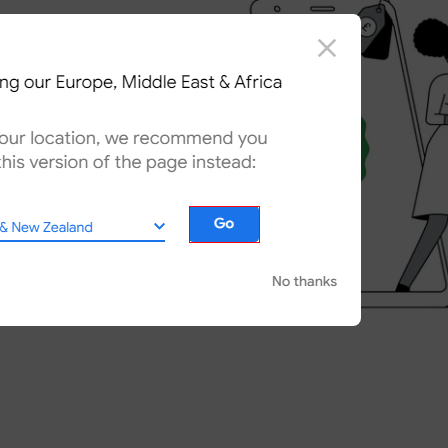 ng our Europe, Middle East & Africa
our location, we recommend you
this version of the page instead:
& New Zealand
Go
No thanks